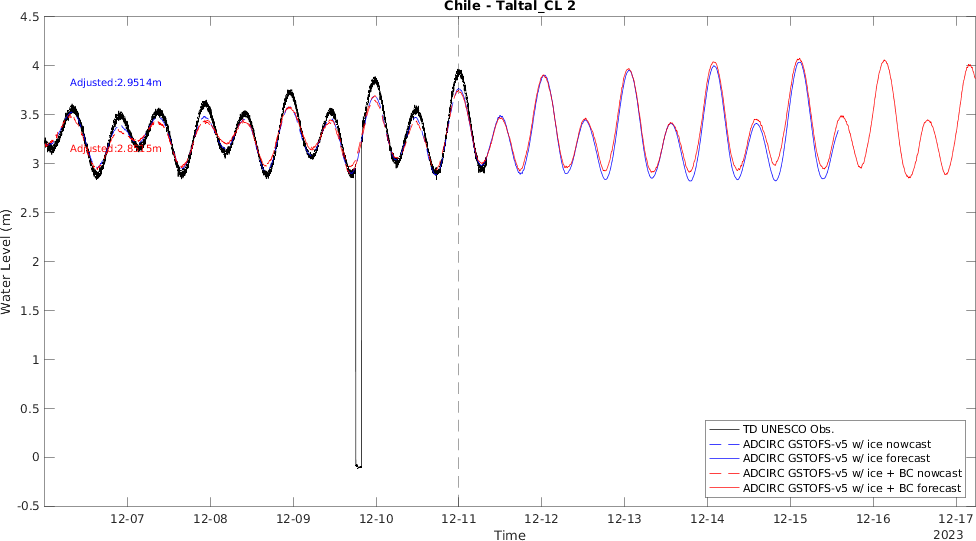 Chile - Taltal_CL 2
4.5
4
3.5
3
2.5
2
1.5
1
0.5
0
-0.5
Water Level (m)
Adjusted:2.9514m
TD UNESCO Obs.
ADCIRC GSTOFS-v5 w/ ice nowcast
ADCIRC GSTOFS-v5 w/ ice forecast
ADCIRC GSTOFS-v5 w/ ice + BC nowcast
ADCIRC GSTOFS-v5 w/ ice + BC forecast
12-07 12-08 12-09 12-10 12-11 12-12 12-13 12-14 12-15 12-16 12-17
Time
2023